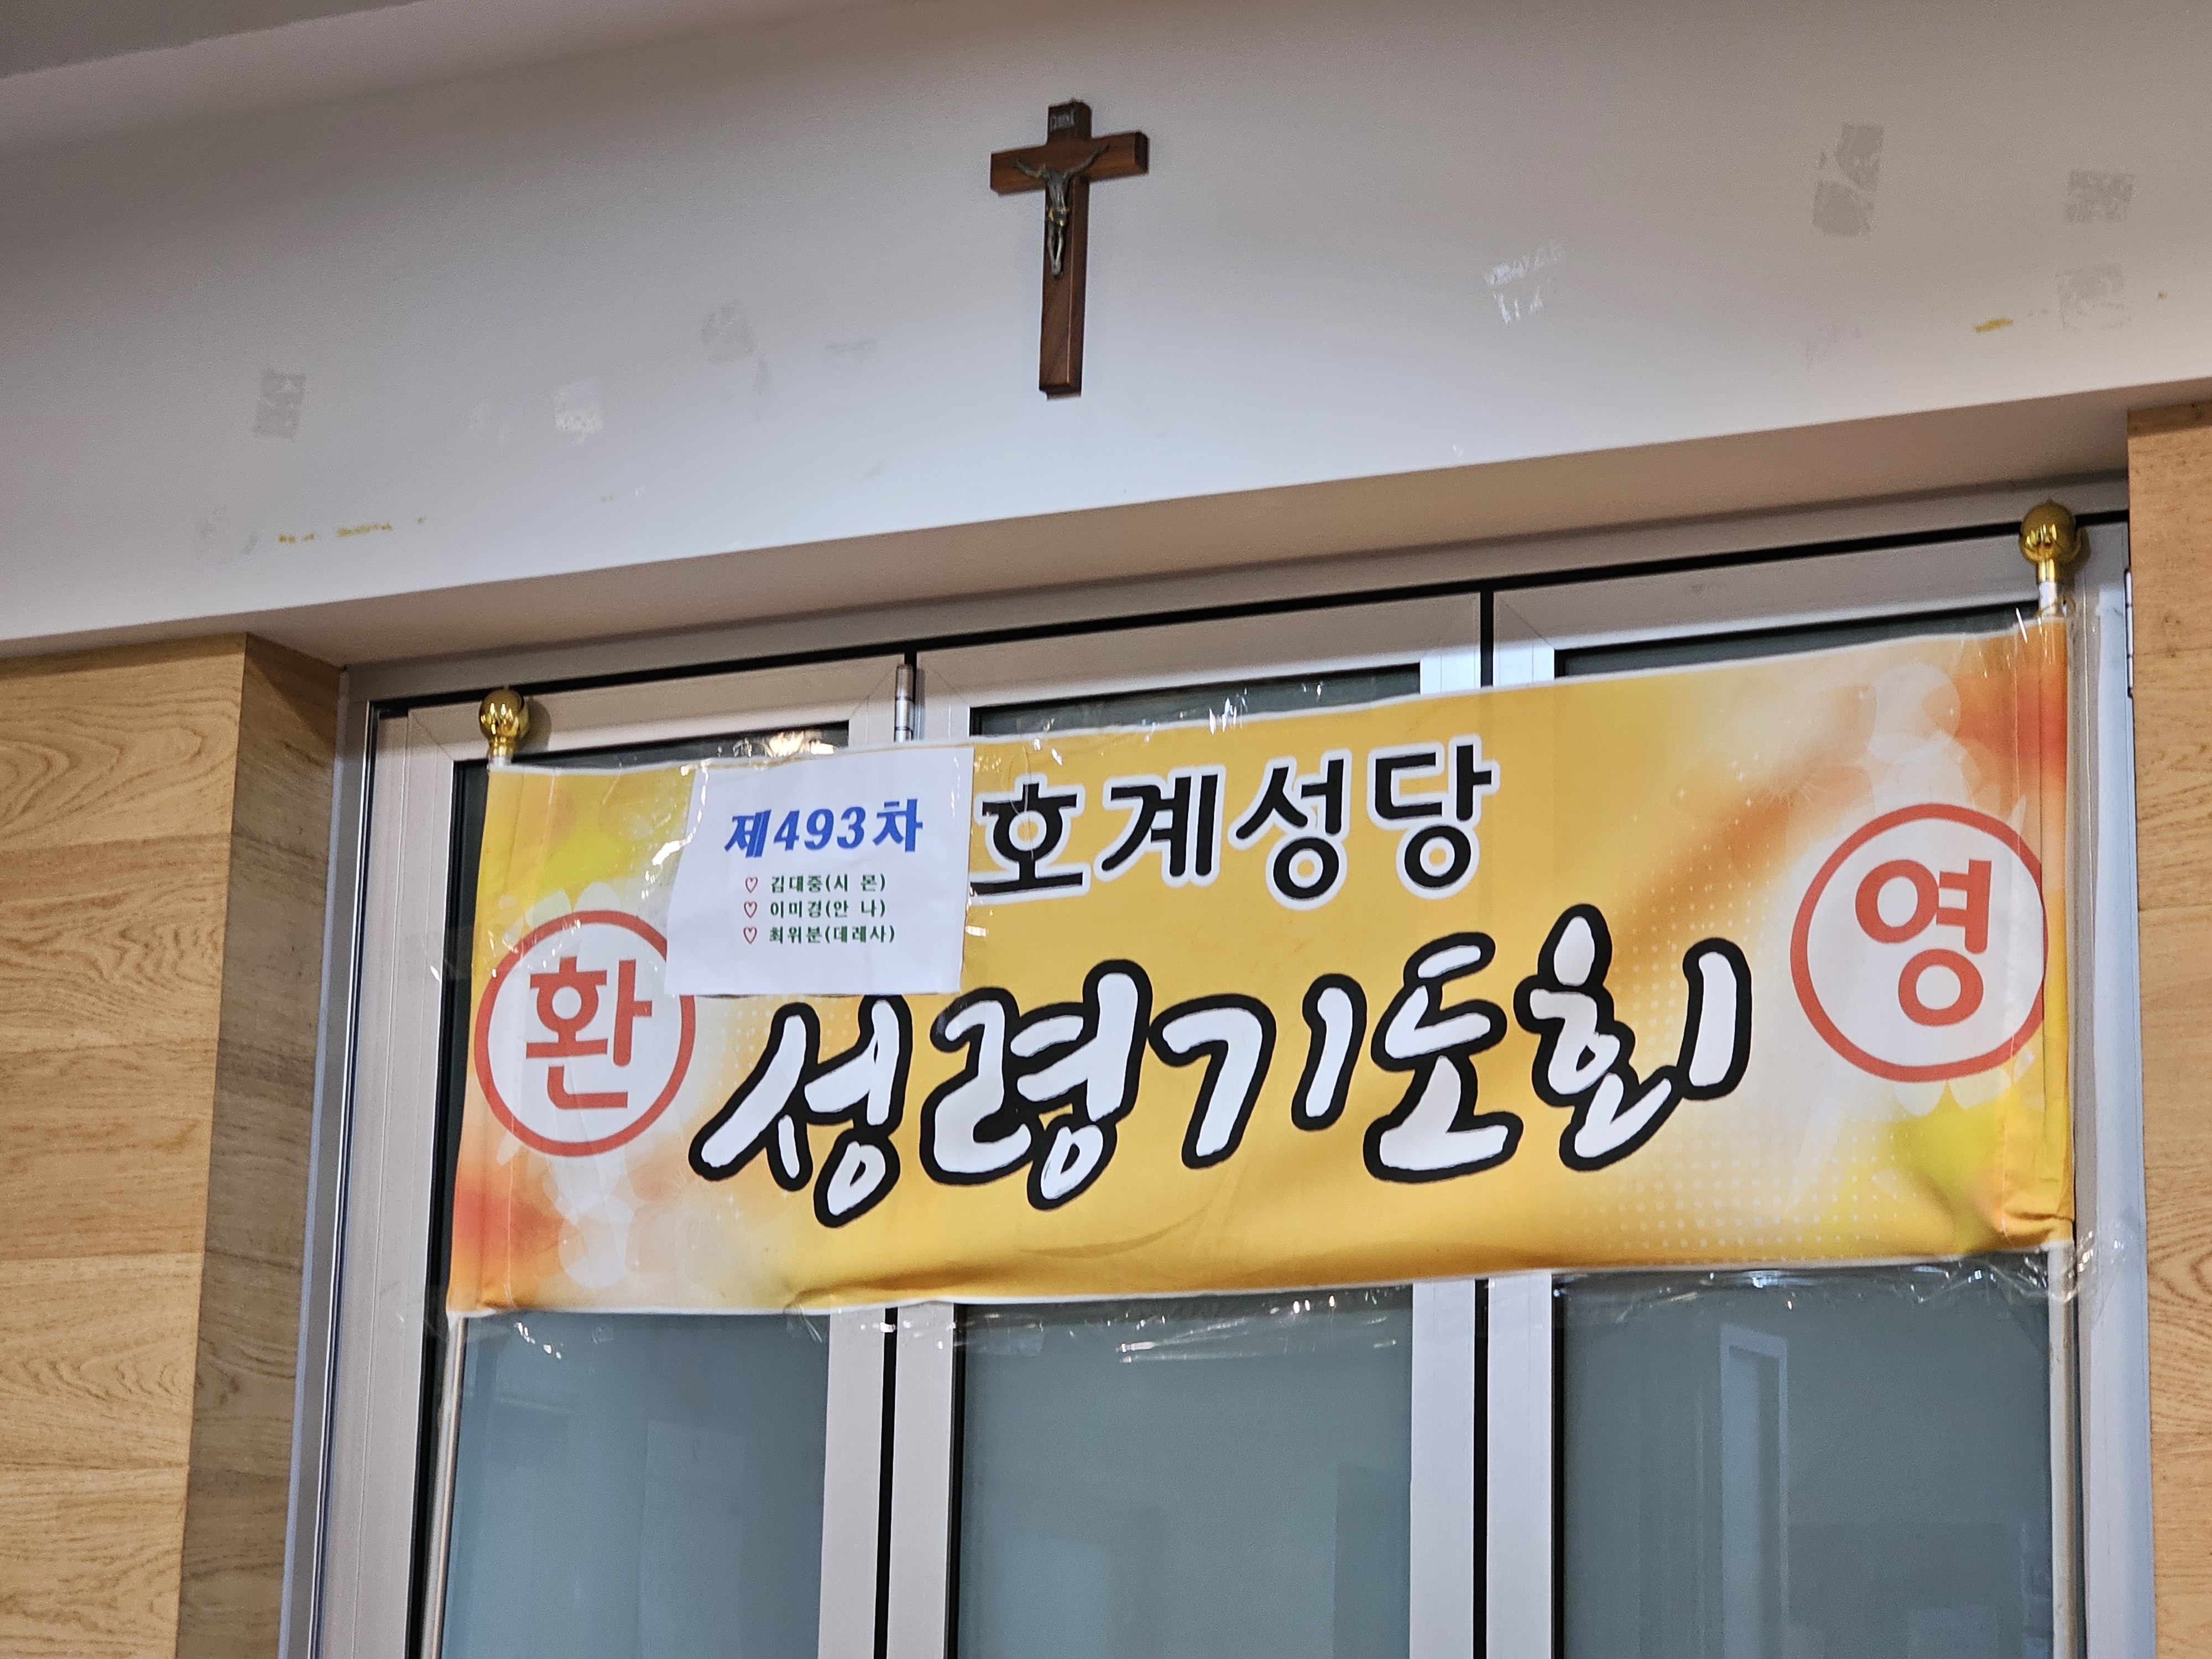 제493차
♡ 김대중(시 몬)
♡ 이미경(안 나)
♡ 최위분(데레사)
호계성당
환
성령기도회
영